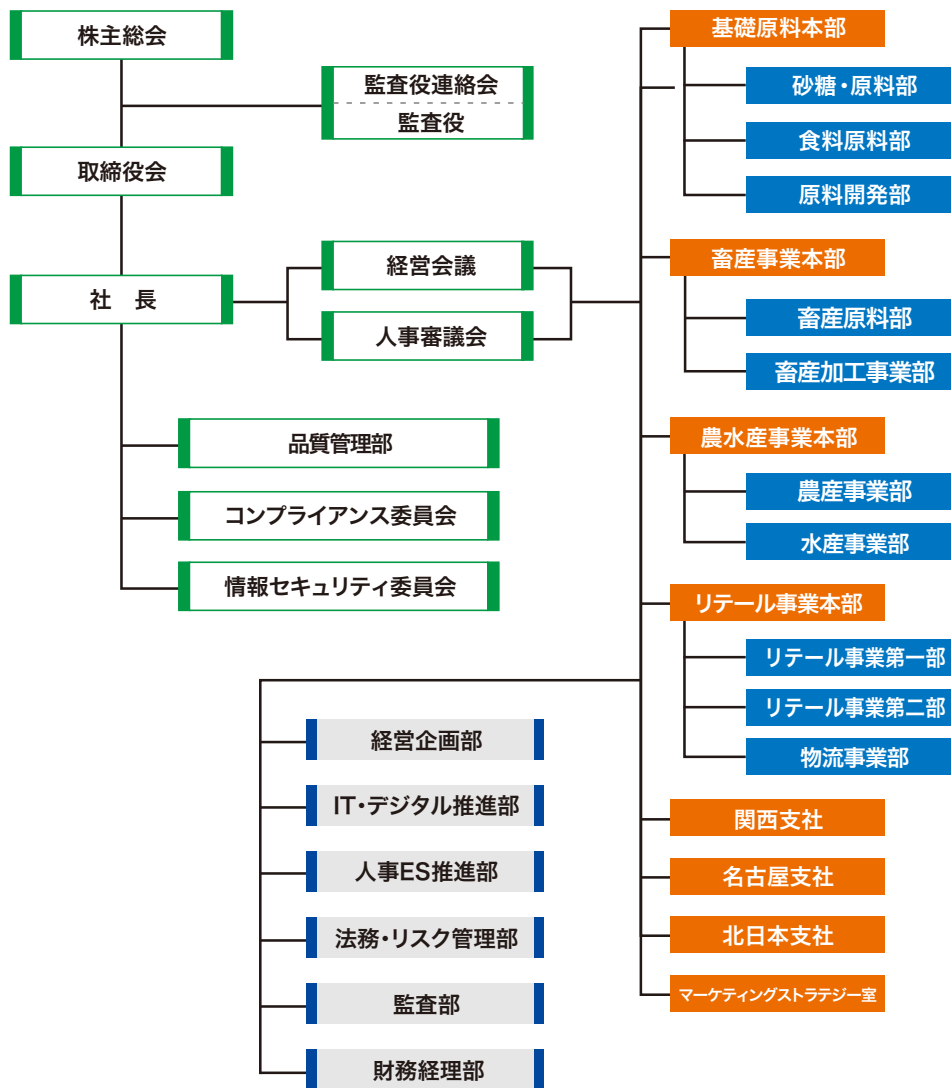 株主総会
監査役連絡会
監査役
取締役会
社　長
経営会議
人事審議会
品質管理部
コンプライアンス委員会
情報セキュリティ委員会
経営企画部
IT・デジタル推進部
人事ES推進部
法務・リスク管理部
監査部
財務経理部
基礎原料本部
砂糖・原料部
食料原料部
原料開発部
畜産事業本部
畜産原料部
畜産加工事業部
農水産事業本部
農産事業部
水産事業部
リテール事業本部
リテール事業第一部
リテール事業第二部
物流事業部
関西支社
名古屋支社
北日本支社
マーケティングストラテジー室